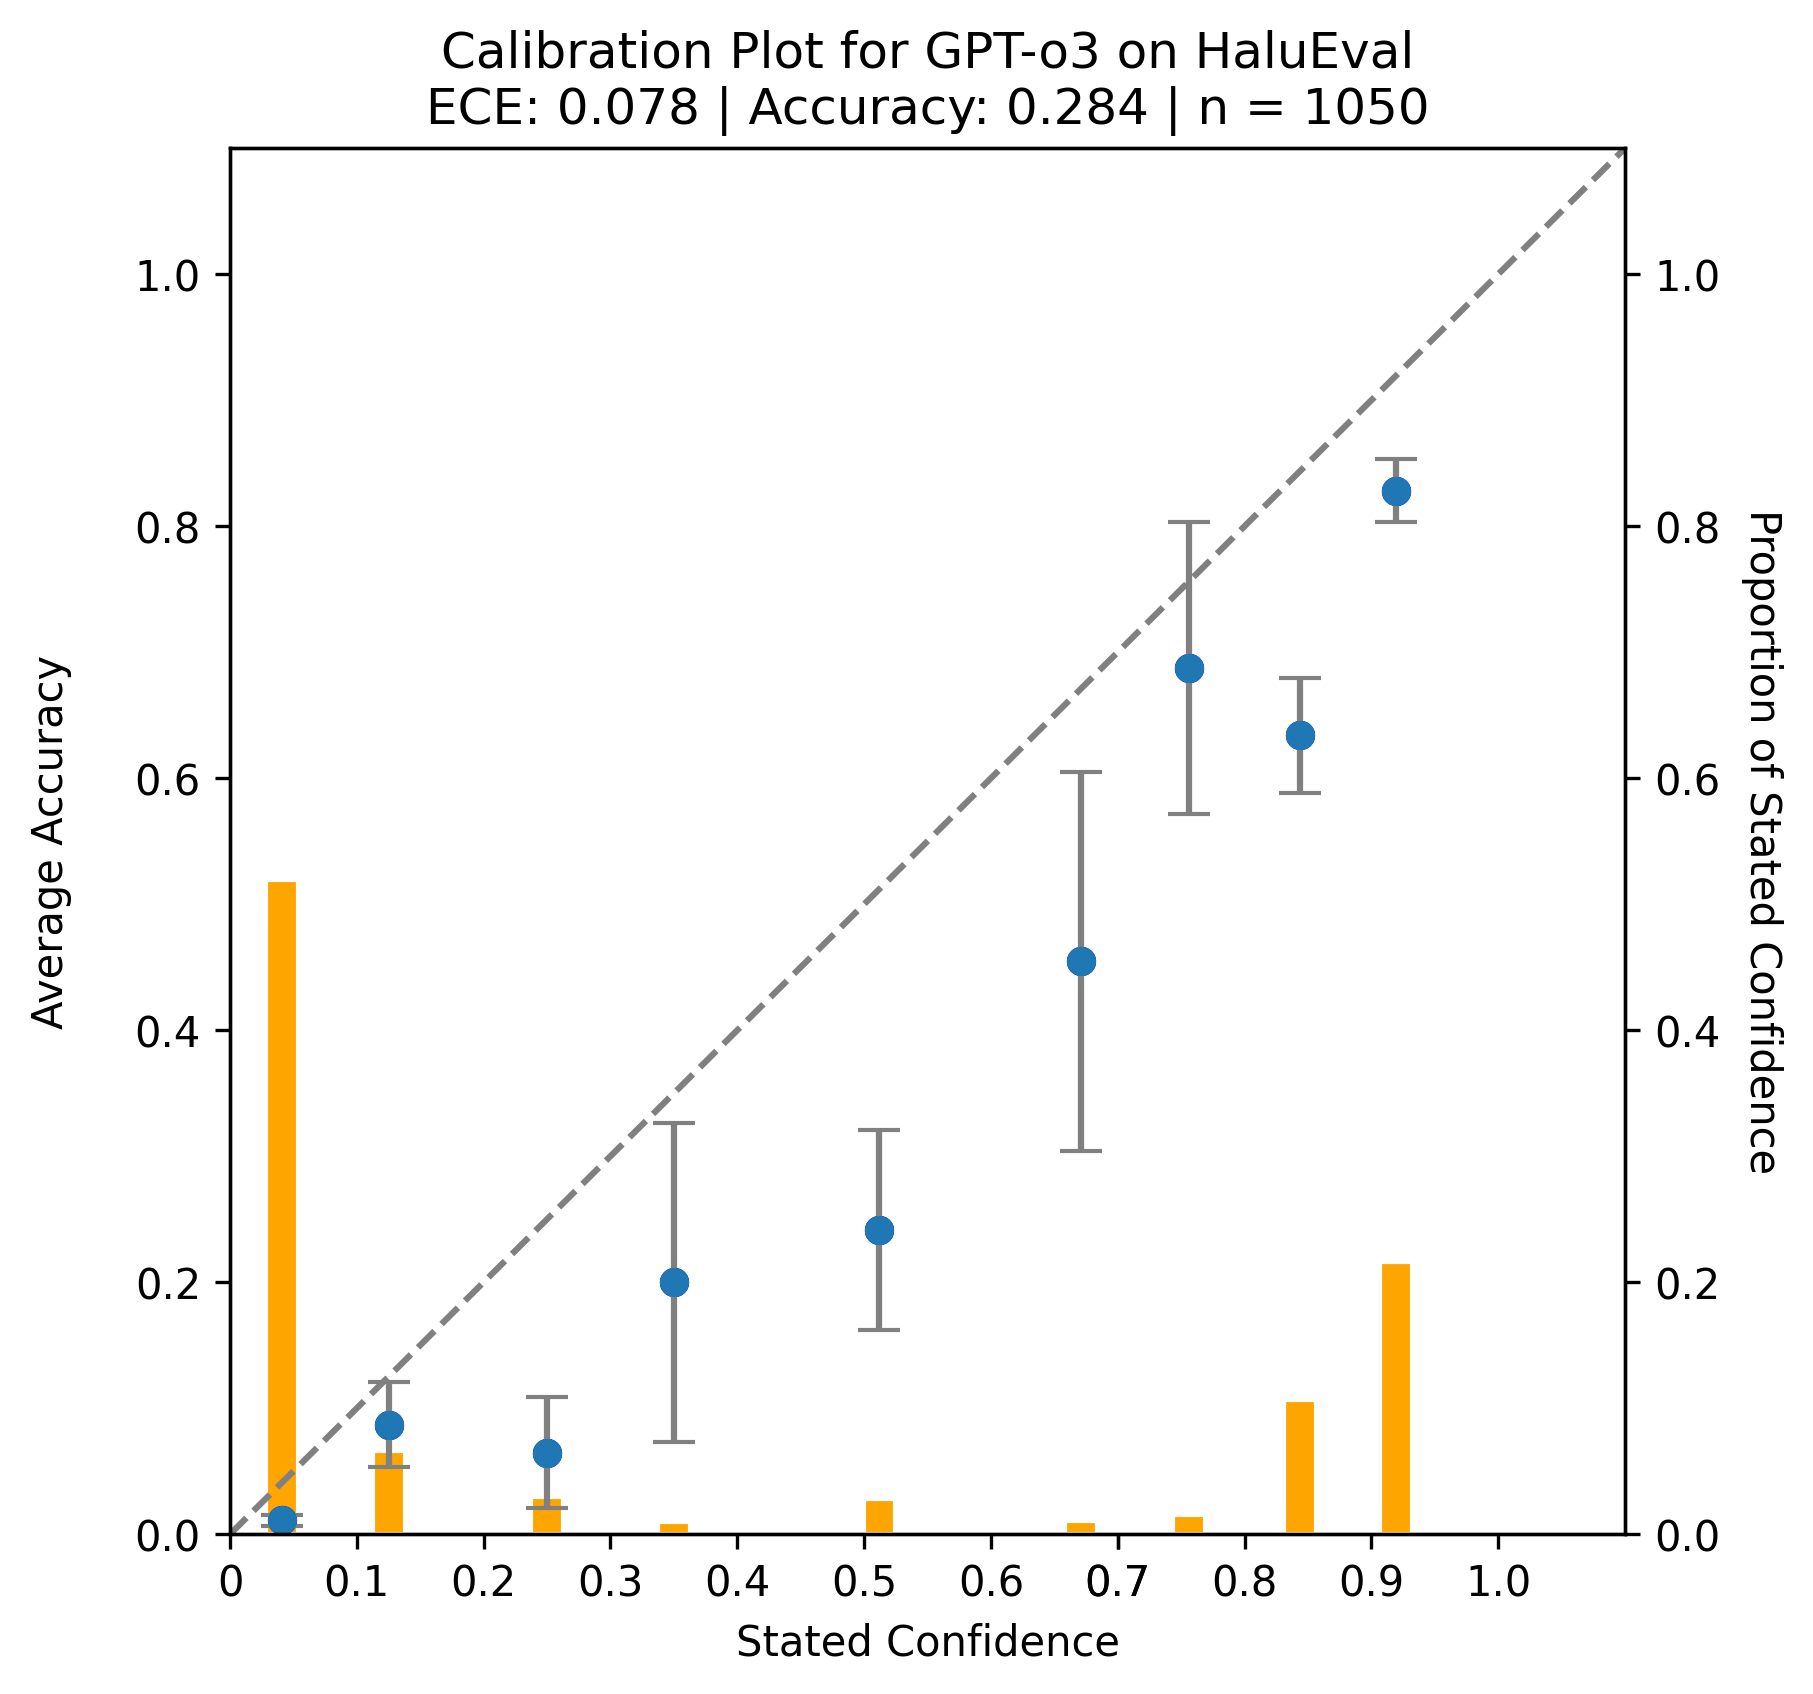 Calibration Plot for GPT-o3 on HaluEval
ECE: 0.078 | Accuracy: 0.284 | n = 1050
Average Accuracy
1.0
0.8
0.6
0.4
0.2
0.0
1.0
0.8
0.6
0.4
0.2
0.0
Proportion of Stated Confidence
0 0.1 0.2 0.3 0.4 0.5 0.6 0.7 0.8 0.9 1.0
Stated Confidence